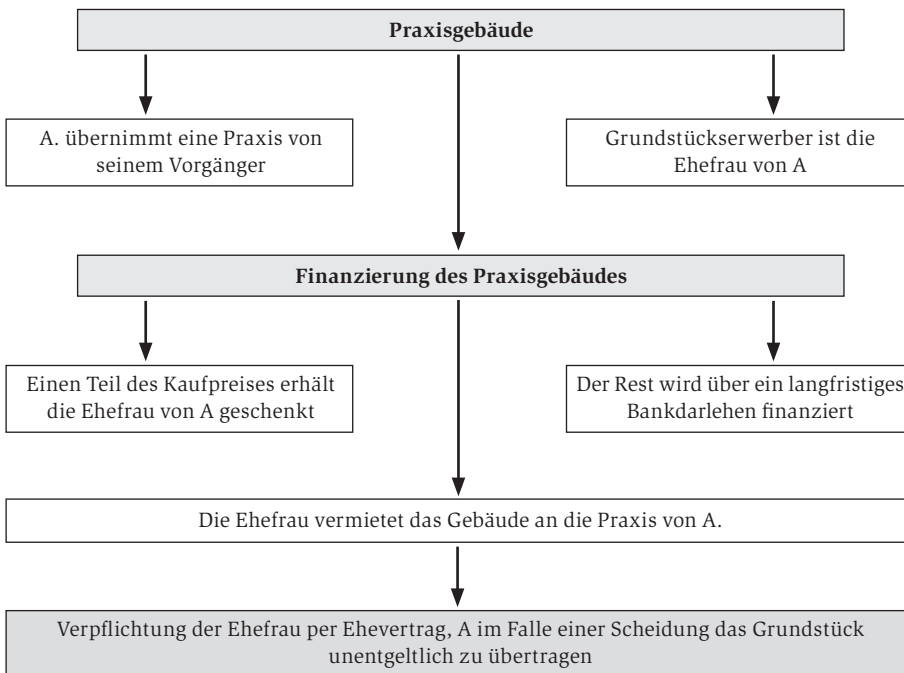 Praxisgebäude
A. übernimmt eine Praxis von
seinem Vorgänger
Grundstückserwerber ist die
Ehefrau von A
Finanzierung des Praxisgebäudes
Einen Teil des Kaufpreises erhält
die Ehefrau von A geschenkt
Der Rest wird über ein langfristiges
Bankdarlehen finanziert
Die Ehefrau vermietet das Gebäude an die Praxis von A.
Verpflichtung der Ehefrau per Ehevertrag, A im Falle einer Scheidung das Grundstück
unentgeltlich zu übertragen